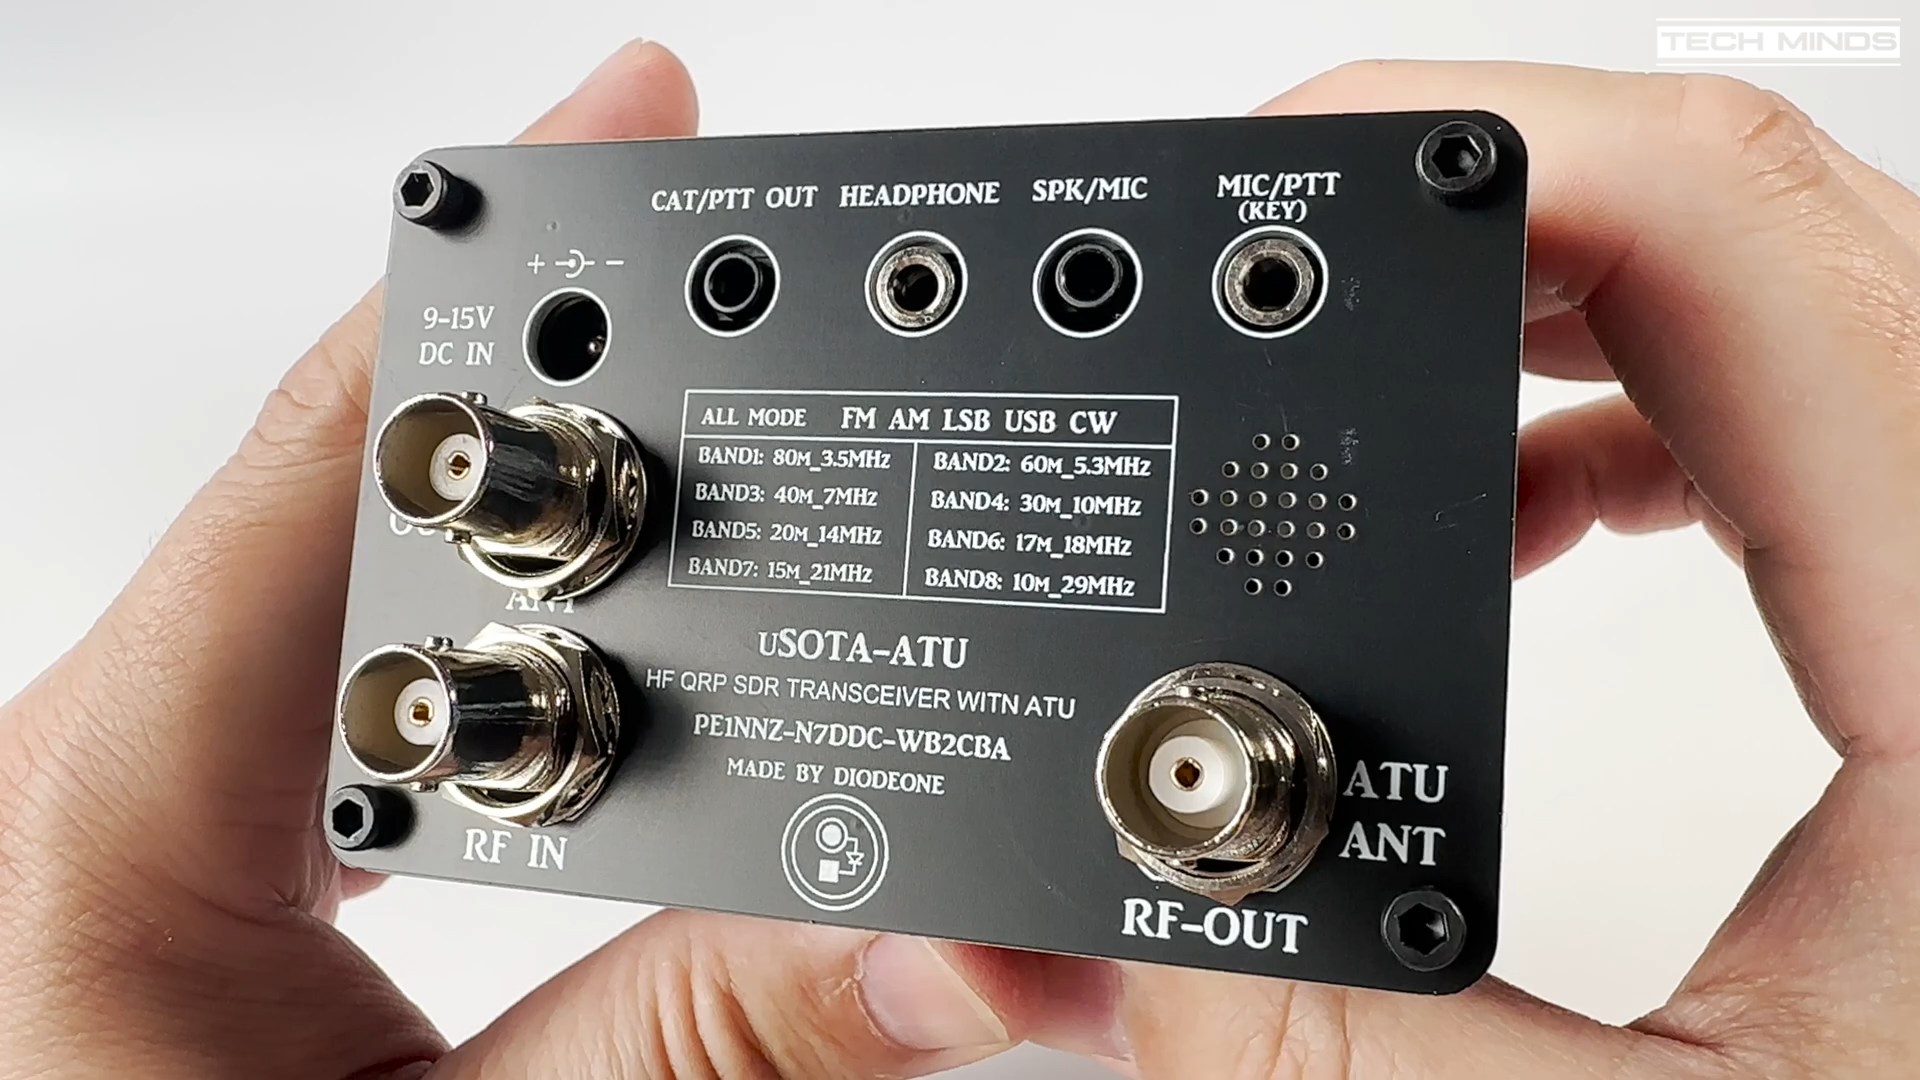 TECH MINDS
CAT/PTT OUT HEADPHONE SPK/MIC MIC/PTT
(KEY)
+ −
9-15V
DC IN
ALL MODE FM AM LSB USB CW
BAND1: 80M_3.5MHz BAND2: 60M_5.3MHz
BAND3: 40M_7MHz BAND4: 30M_10MHz
BAND5: 20M_14MHz BAND6: 17M_18MHz
BAND7: 15M_21MHz BAND8: 10M_29MHz
ANT
uSOTA-ATU
HF QRP SDR TRANSCEIVER WITN ATU
PE1NNZ-N7DDC-WB2CBA
MADE BY DIODEONE
RF IN
ATU
ANT
RF-OUT